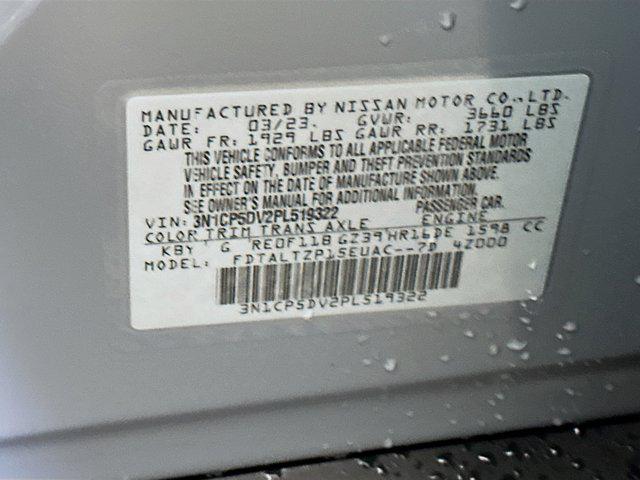 MANUFACTURED BY NISSAN MOTOR CO., LTD.
DATE: 03/23. GVWR: 3660 LBS
GAWR FR: 1929 LBS GAWR RR: 1731 LBS
THIS VEHICLE CONFORMS TO ALL APPLICABLE FEDERAL MOTOR
VEHICLE SAFETY, BUMPER AND THEFT PREVENTION STANDARDS
IN EFFECT ON THE DATE OF MANUFACTURE SHOWN ABOVE.
SEE OWNER'S MANUAL FOR ADDITIONAL INFORMATION.
VIN: 3N1CP5DV2PL519322 PASSENGER CAR.
COLOR TRIM TRANS AXLE ENGINE
KBY G RE0F11B GZ39 HR16DE 1598 CC
MODEL: FDTALTZP15EUAC--7D 4Z000
3N1CP5DV2PL519322